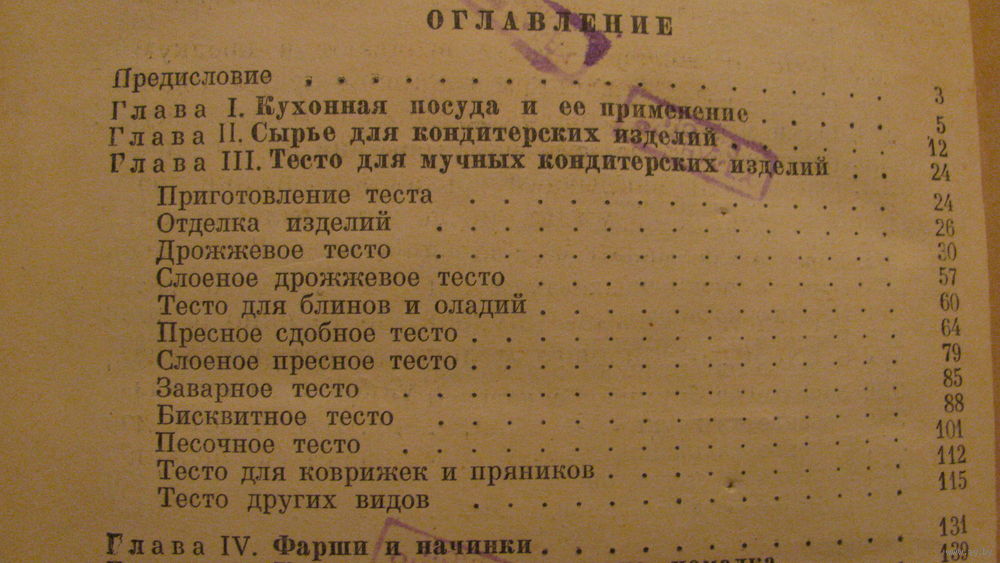 ОГЛАВЛЕНИЕ
Предисловие . . . . . . . . . . . . . 3
Глава I. Кухонная посуда и ее применение . . . . . 5
Глава II. Сырье для кондитерских изделий . . . . . 12
Глава III. Тесто для мучных кондитерских изделий . . 24
Приготовление теста . . . . . . . . . . . . 24
Отделка изделий . . . . . . . . . . . . 26
Дрожжевое тесто . . . . . . . . . . . . 30
Слоеное дрожжевое тесто . . . . . . . . . . 57
Тесто для блинов и оладий . . . . . . . . . . 60
Пресное сдобное тесто . . . . . . . . . . . 64
Слоеное пресное тесто . . . . . . . . . . . 79
Заварное тесто . . . . . . . . . . . . 85
Бисквитное тесто . . . . . . . . . . . . 88
Песочное тесто . . . . . . . . . . . . 101
Тесто для коврижек и пряников . . . . . . . . 112
Тесто других видов . . . . . . . . . . . 115
Глава IV. Фарши и начинки . . . . . . . . . . 131
помадка 139